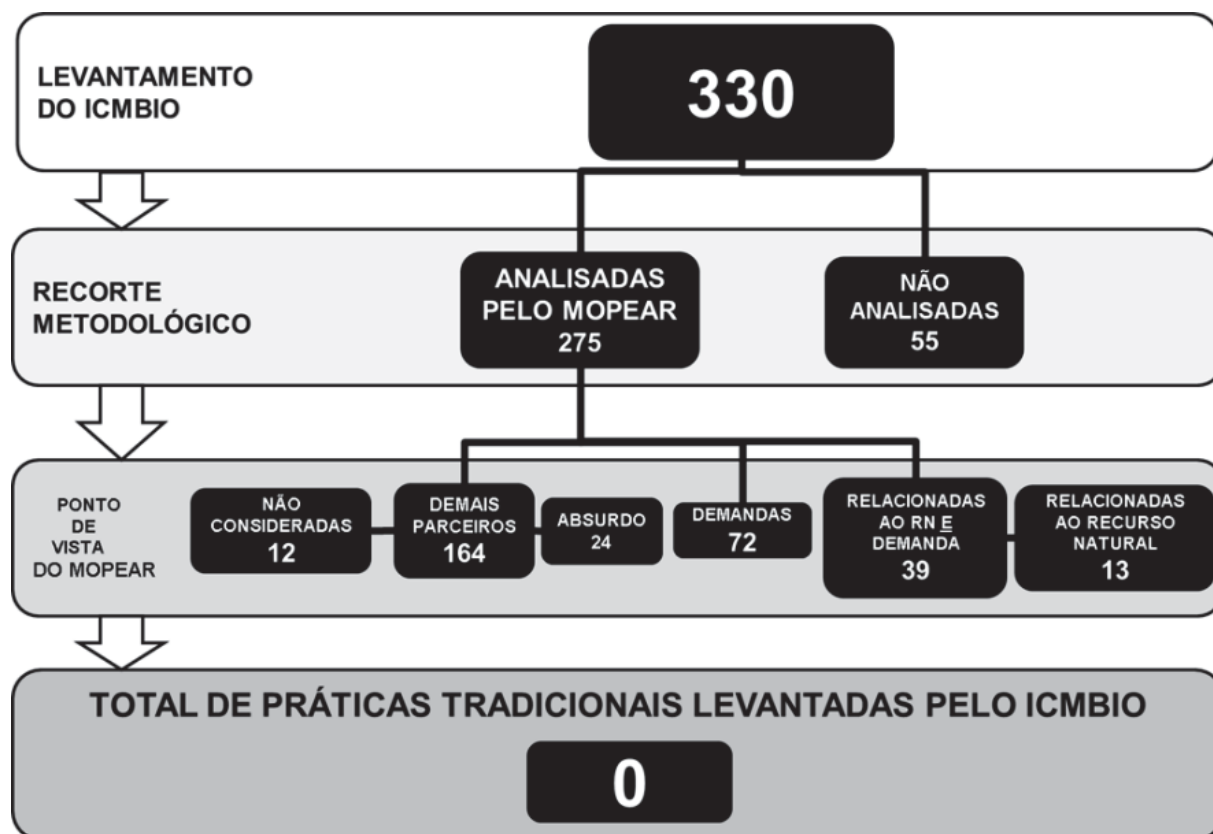 LEVANTAMENTO
DO ICMBIO
330
RECORTE
METODOLÓGICO
ANALISADAS
PELO MOPEAR
275
NÃO
ANALISADAS
55
PONTO
DE
VISTA
DO MOPEAR
NÃO
CONSIDERADAS
12
DEMAIS
PARCEIROS
164
ABSURDO
24
DEMANDAS
72
RELACIONADAS
AO RN E
DEMANDA
39
RELACIONADAS
AO RECURSO
NATURAL
13
TOTAL DE PRÁTICAS TRADICIONAIS LEVANTADAS PELO ICMBIO
0